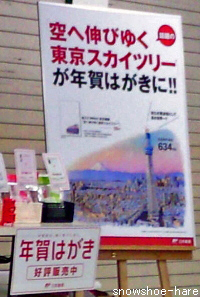 空へ伸びゆく
話題の
東京スカイツリー
が年賀はがきに!!
634m
年賀はがき
好評販売中
snowshoe-hare